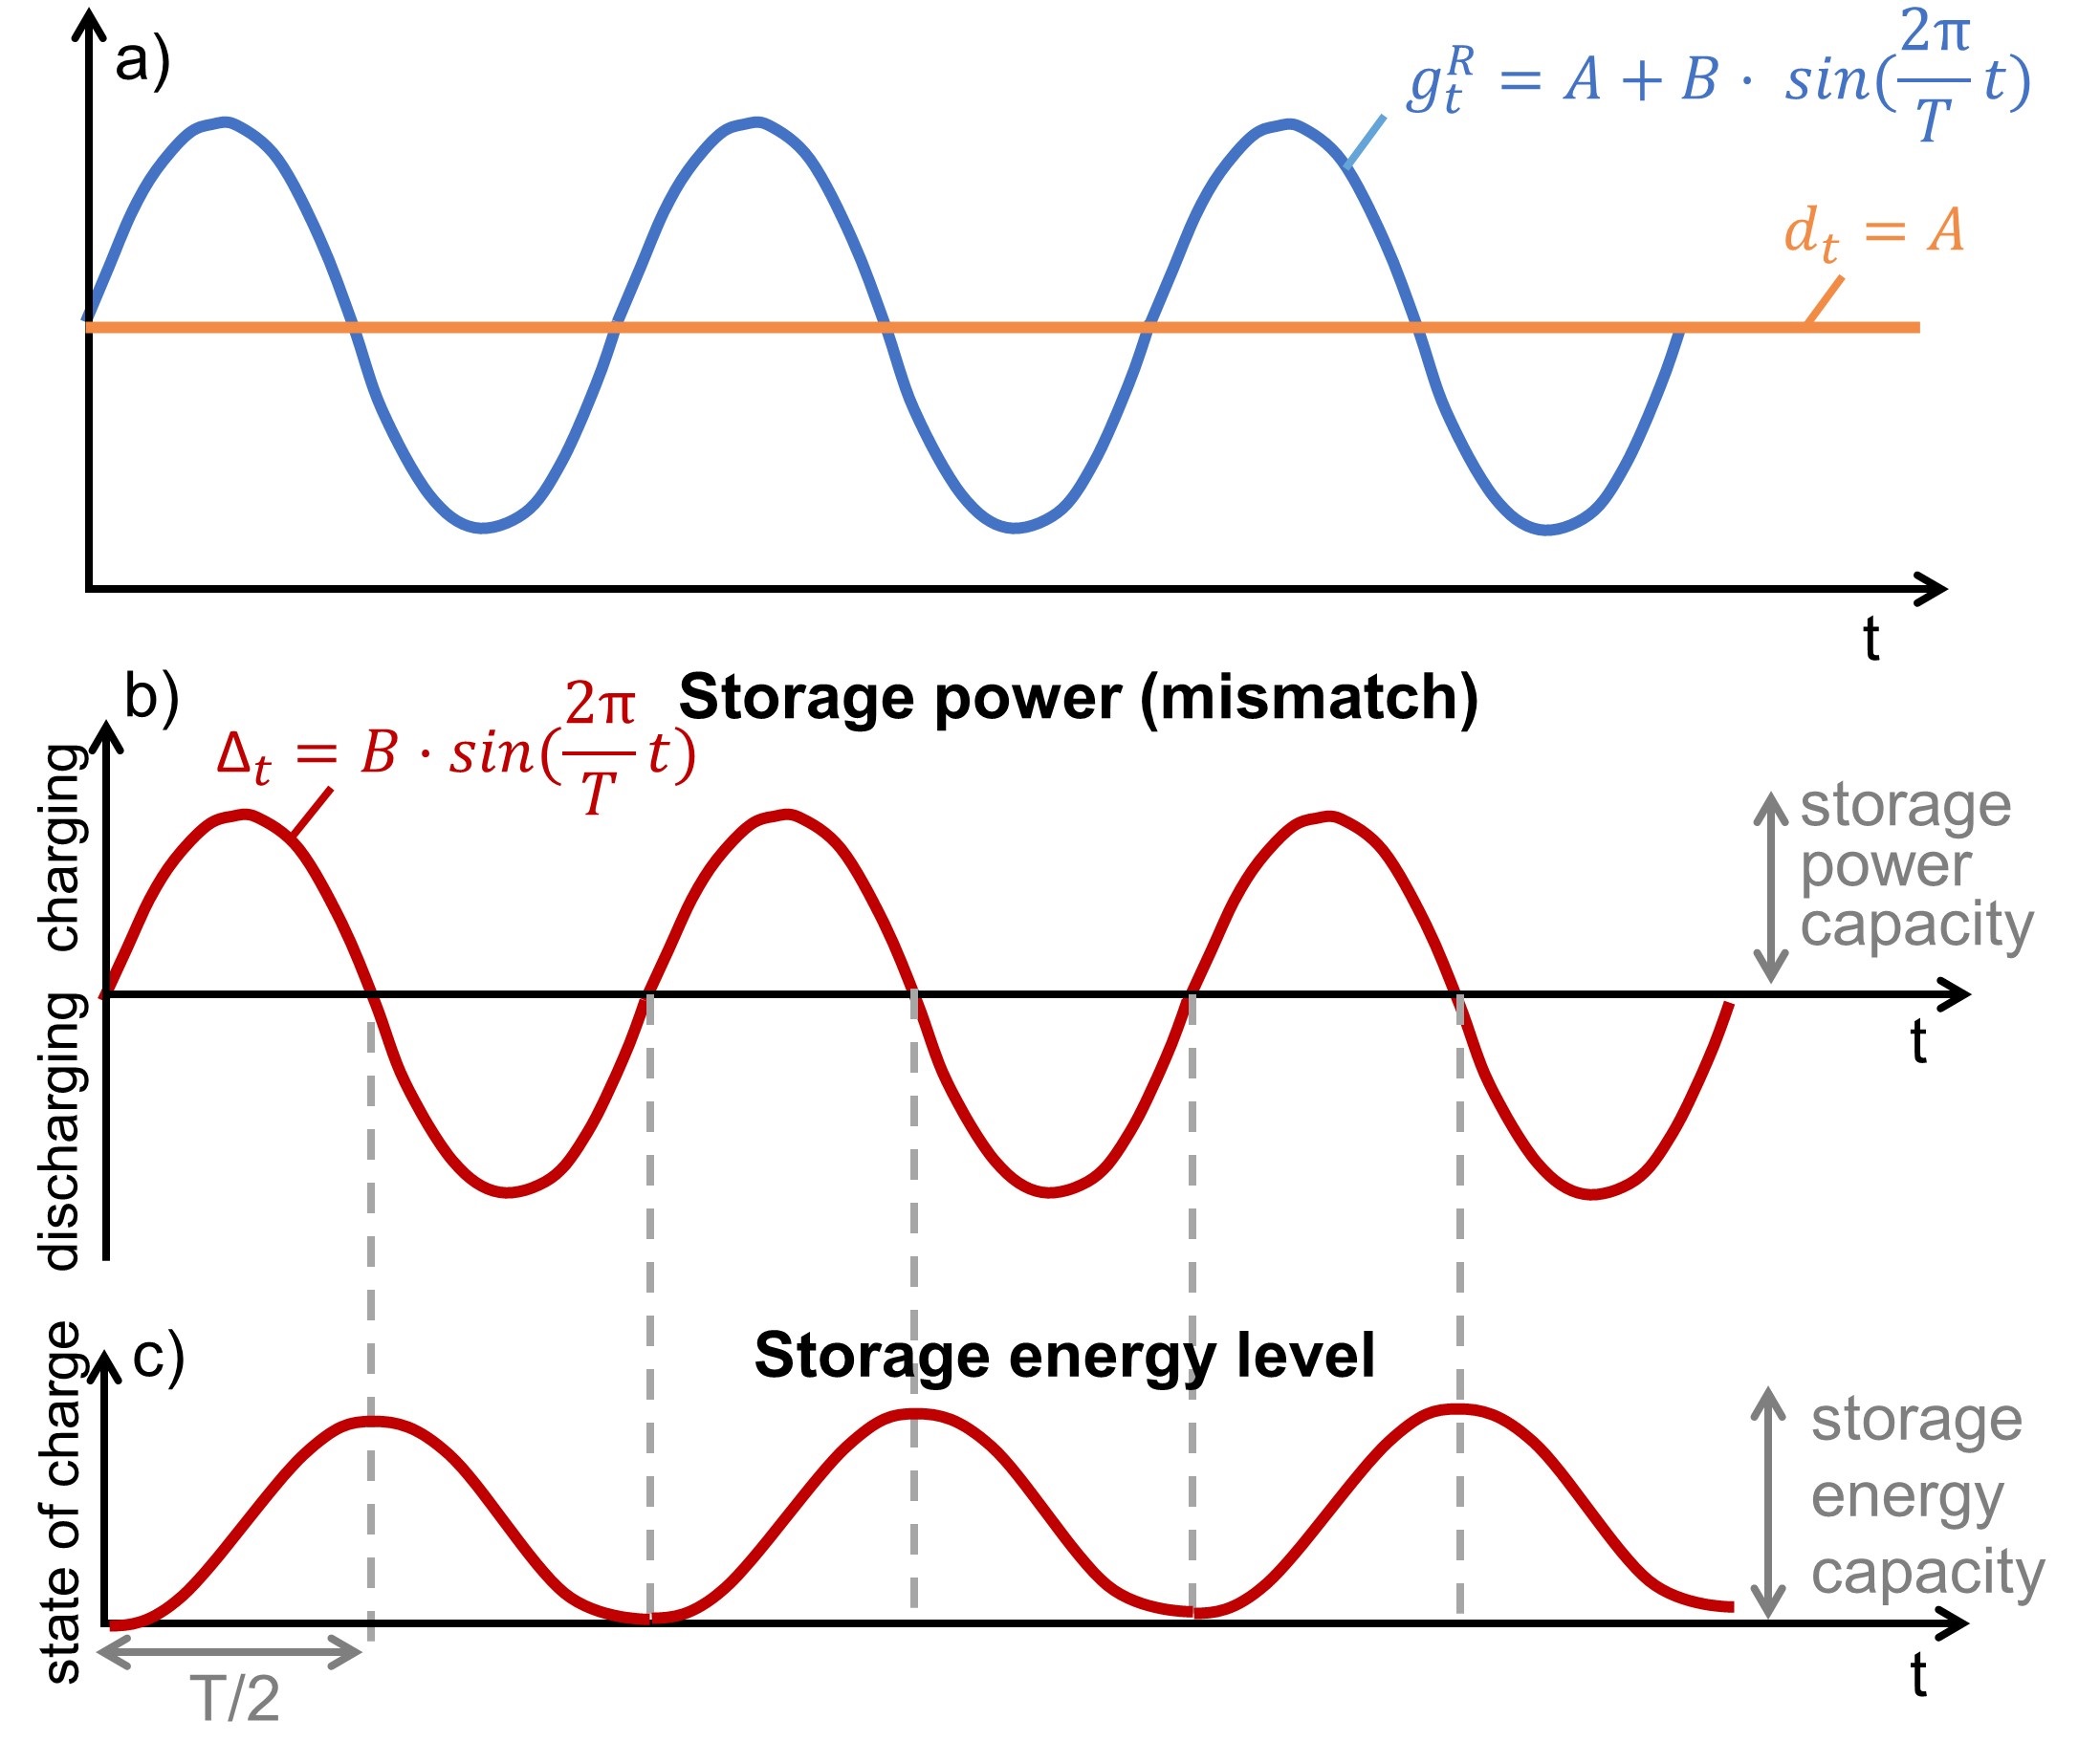 a)
g_t^R = A + B · sin(2π/T t)
d_t = A
t
b)
Storage power (mismatch)
Δ_t = B · sin(2π/T t)
charging
discharging
storage
power
capacity
t
c)
Storage energy level
state of charge
storage
energy
capacity
T/2
t